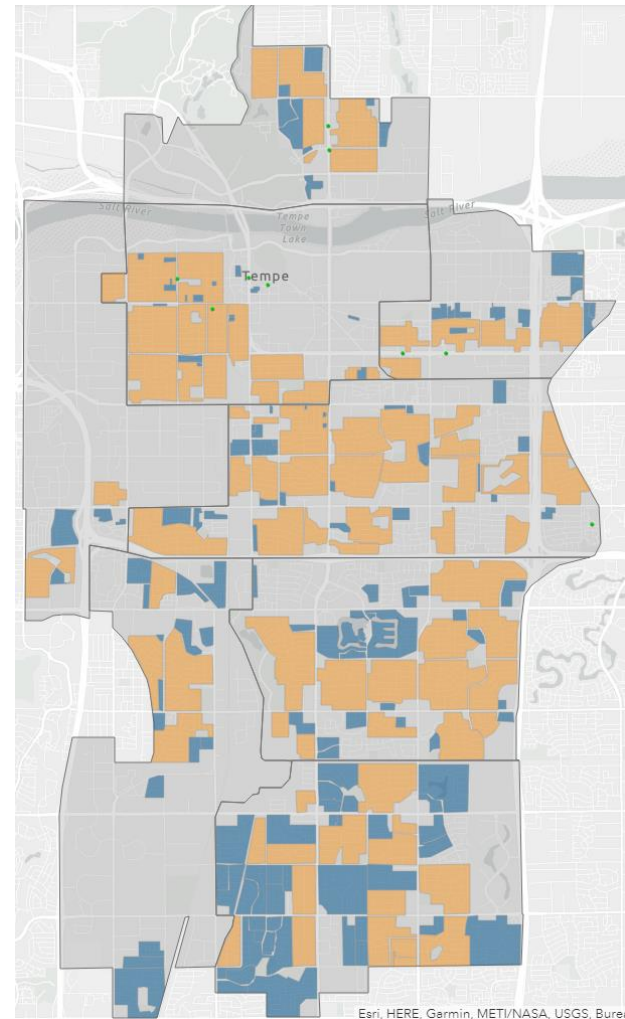 Salt River
Salt River
Tempe
Town
Lake
Tempe
Esri, HERE, Garmin, METI/NASA, USGS, Burea